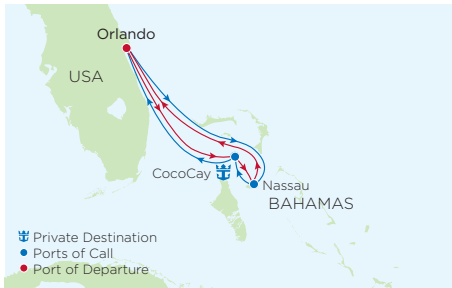 Orlando
USA
CocoCay
Nassau
BAHAMAS
Private Destination
Ports of Call
Port of Departure